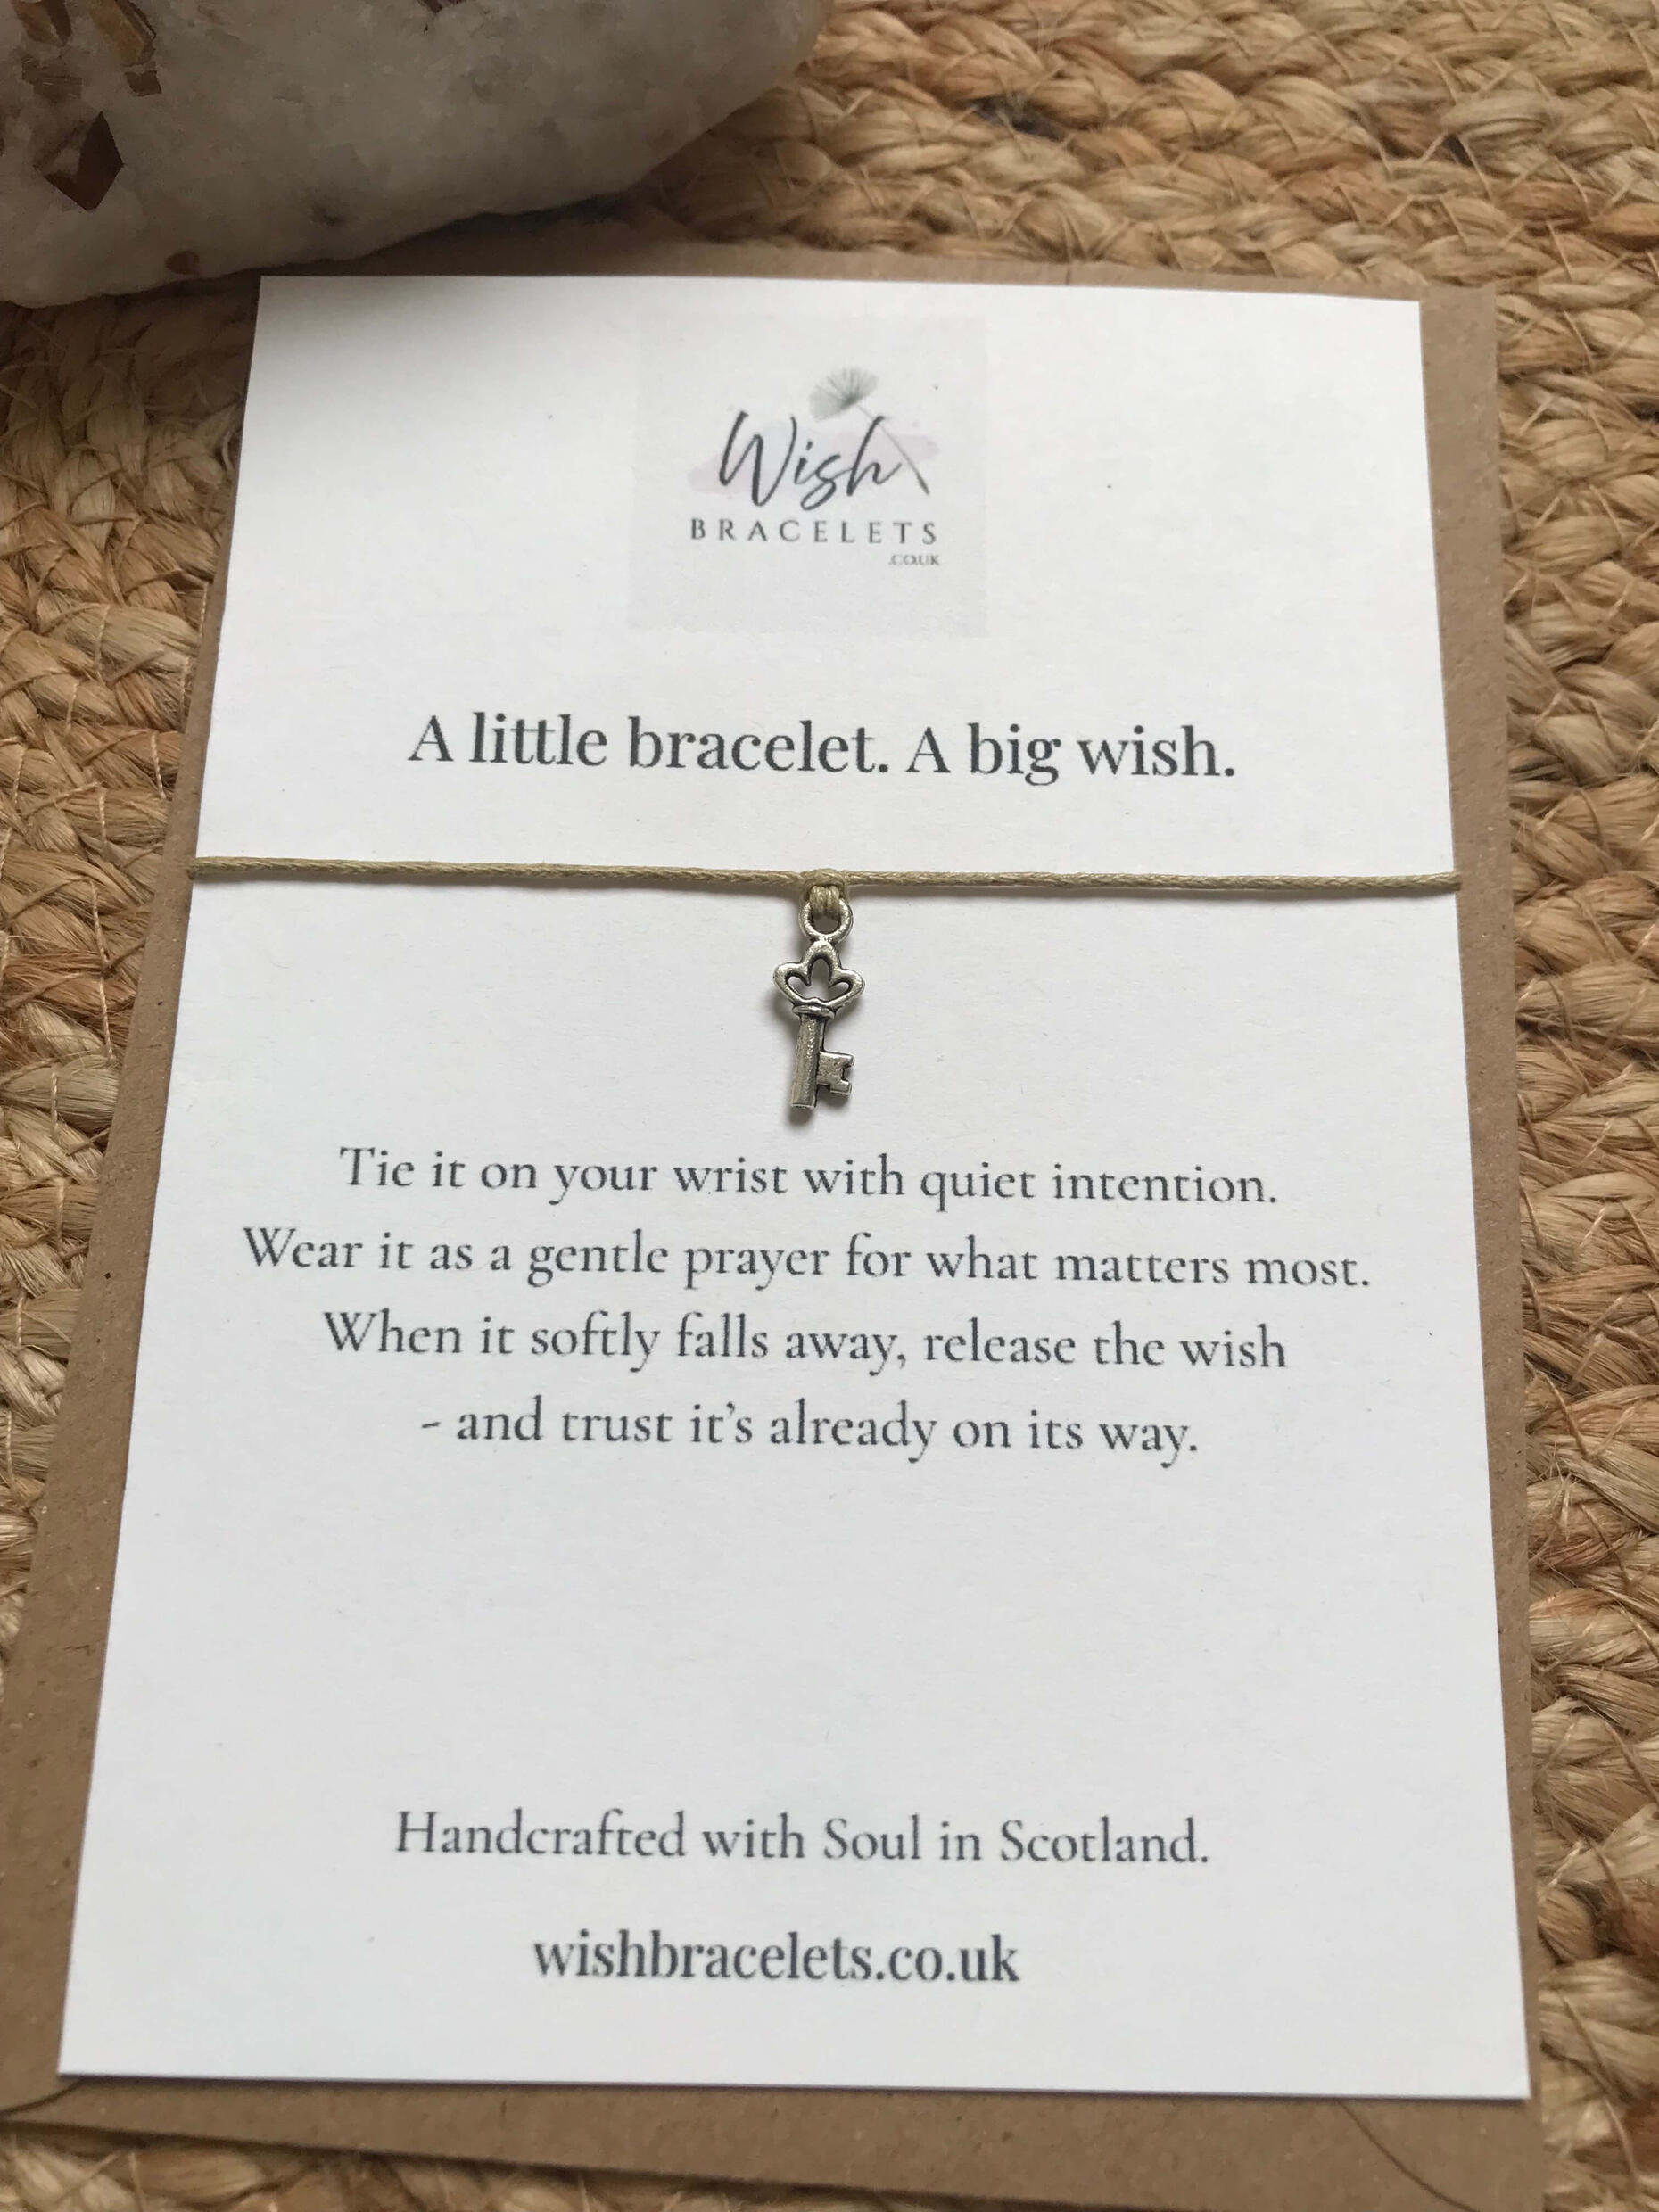 Wish
BRACELETS
.CO.UK
A little bracelet. A big wish.
Tie it on your wrist with quiet intention.
Wear it as a gentle prayer for what matters most.
When it softly falls away, release the wish
- and trust it's already on its way.
Handcrafted with Soul in Scotland.
wishbracelets.co.uk